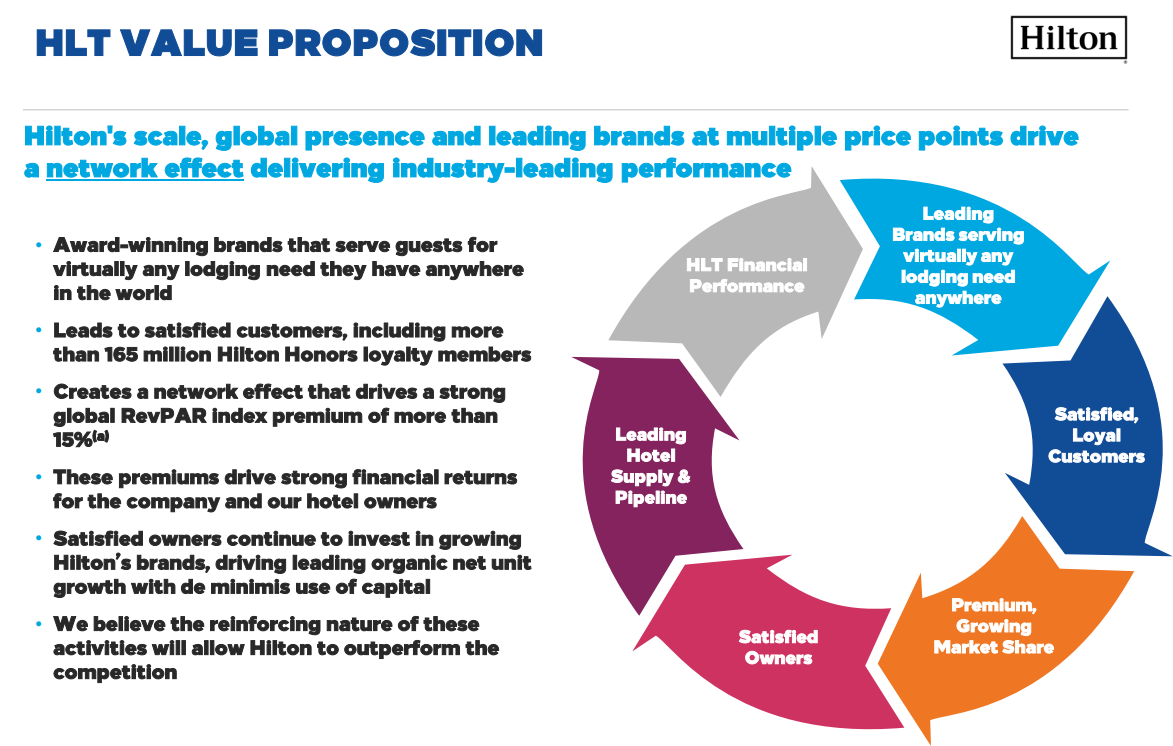 HLT VALUE PROPOSITION
Hilton
Hilton's scale, global presence and leading brands at multiple price points drive
a network effect delivering industry-leading performance
• Award-winning brands that serve guests for
virtually any lodging need they have anywhere
in the world
• Leads to satisfied customers, including more
than 165 million Hilton Honors loyalty members
• Creates a network effect that drives a strong
global RevPAR index premium of more than
15%(a)
• These premiums drive strong financial returns
for the company and our hotel owners
• Satisfied owners continue to invest in growing
Hilton’s brands, driving leading organic net unit
growth with de minimis use of capital
• We believe the reinforcing nature of these
activities will allow Hilton to outperform the
competition
Leading
Brands serving
virtually any
lodging need
anywhere
Satisfied,
Loyal
Customers
Premium,
Growing
Market Share
Satisfied
Owners
Leading
Hotel
Supply &
Pipeline
HLT Financial
Performance